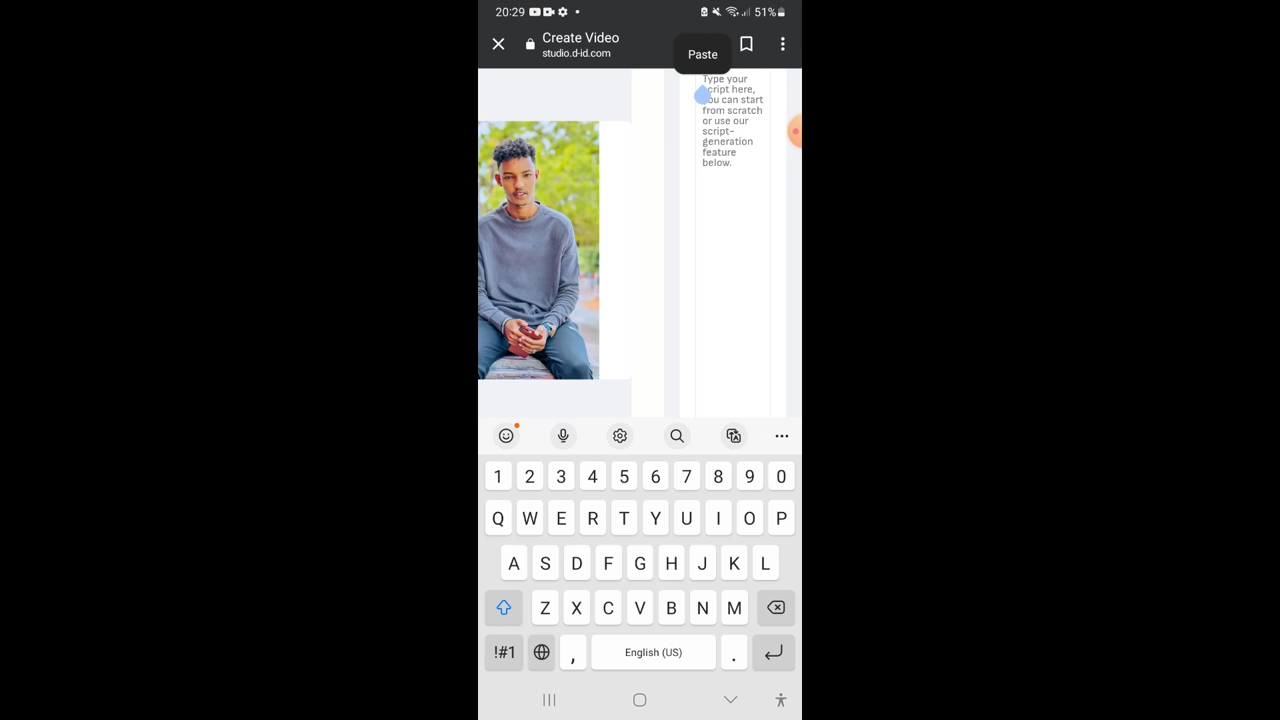 20:29
51%
Create Video
studio.d-id.com
Paste
Type your
script here,
you can start
from scratch
or use our
script-
generation
feature
below.
1 2 3 4 5 6 7 8 9 0
Q W E R T Y U I O P
A S D F G H J K L
Z X C V B N M
!#1 , English (US) .